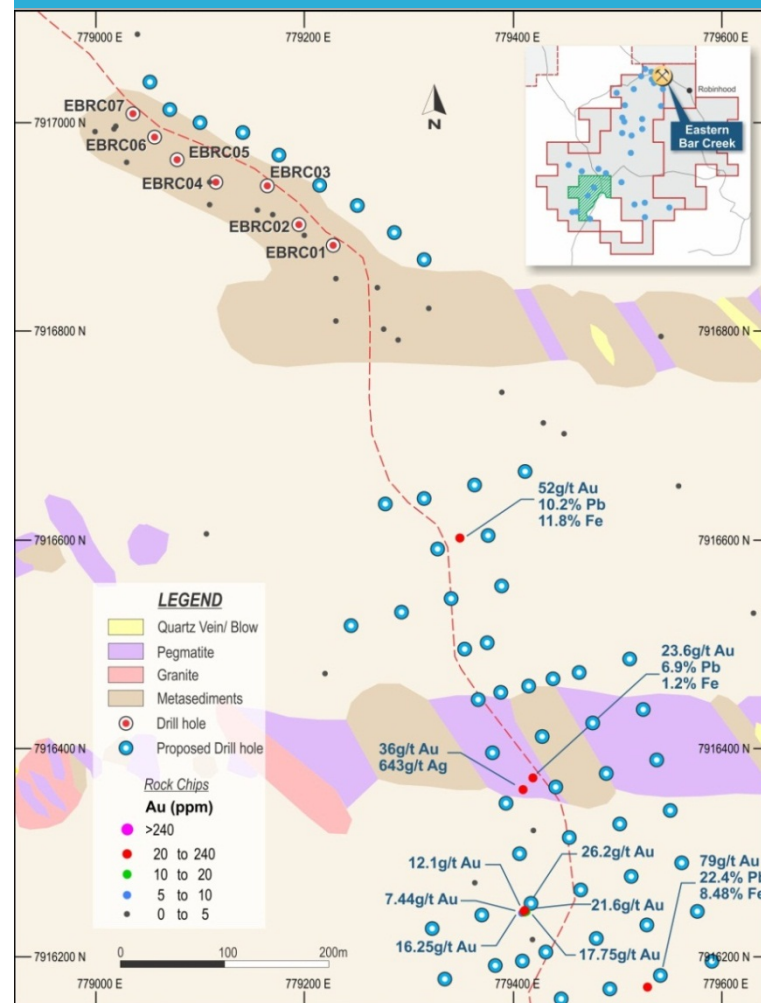 779000 E
779200 E
779400 E
779600 E
EBRC07
7917000 N
7917000 N
EBRC06
EBRC05
EBRC04
EBRC03
EBRC02
EBRC01
N
Robinhood
Eastern
Bar Creek
7916800 N
7916800 N
52g/t Au
10.2% Pb
11.8% Fe
7916600 N
7916600 N
LEGEND
Quartz Vein/ Blow
Pegmatite
Granite
Metasediments
Drill hole
Proposed Drill hole
Rock Chips
Au (ppm)
>240
20 to 240
10 to 20
5 to 10
0 to 5
23.6g/t Au
6.9% Pb
1.2% Fe
7916400 N
7916400 N
36g/t Au
643g/t Ag
12.1g/t Au
26.2g/t Au
79g/t Au
22.4% Pb
8.48% Fe
7.44g/t Au
21.6g/t Au
16.25g/t Au
17.75g/t Au
7916200 N
7916200 N
0
100
200m
779000 E
779200 E
779400 E
779600 E